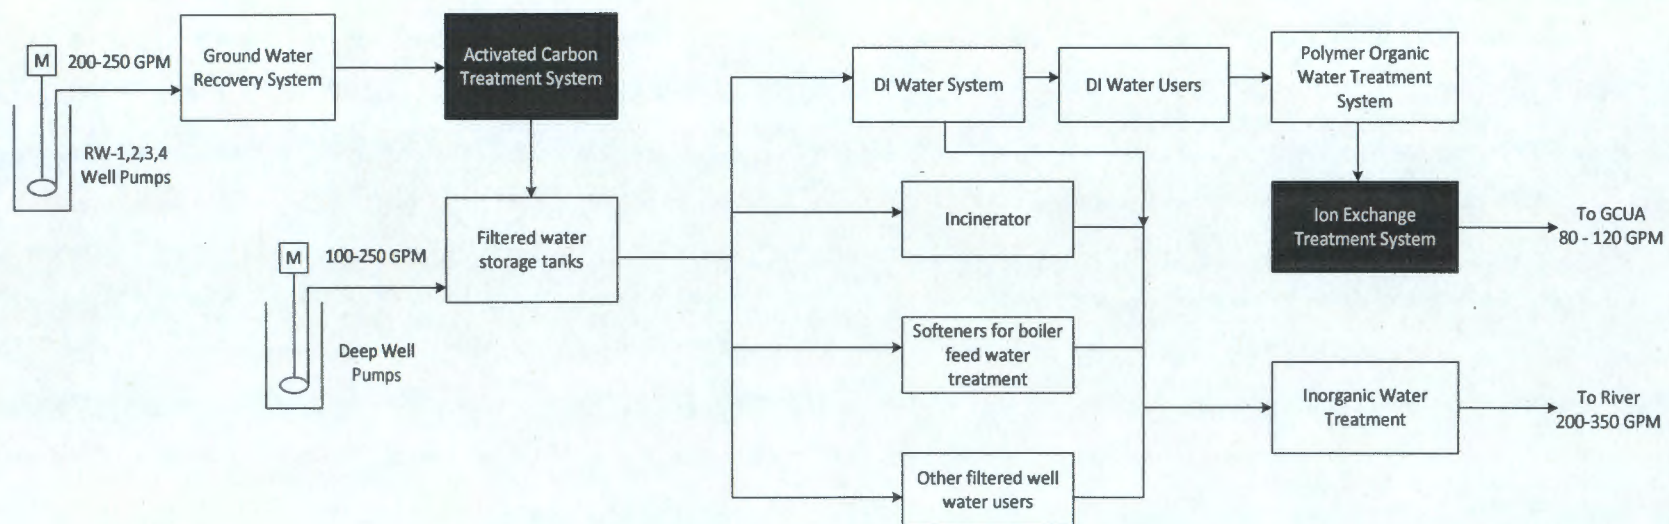 M
200-250 GPM
RW-1,2,3,4
Well Pumps
Ground Water
Recovery System
Activated Carbon
Treatment System
M
100-250 GPM
Deep Well
Pumps
Filtered water
storage tanks
DI Water System
DI Water Users
Polymer Organic
Water Treatment
System
Incinerator
Ion Exchange
Treatment System
To GCUA
80 - 120 GPM
Softeners for boiler
feed water
treatment
Inorganic Water
Treatment
To River
200-350 GPM
Other filtered well
water users